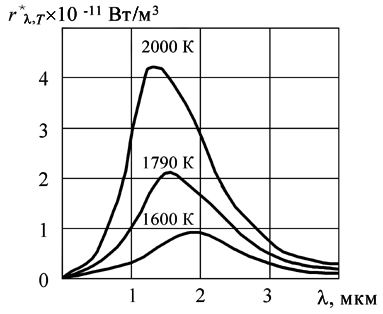 r*λ,T×10 -11 Вт/м³
2000 К
4
3
1790 К
2
1600 К
1
0
1 2 3 λ, мкм